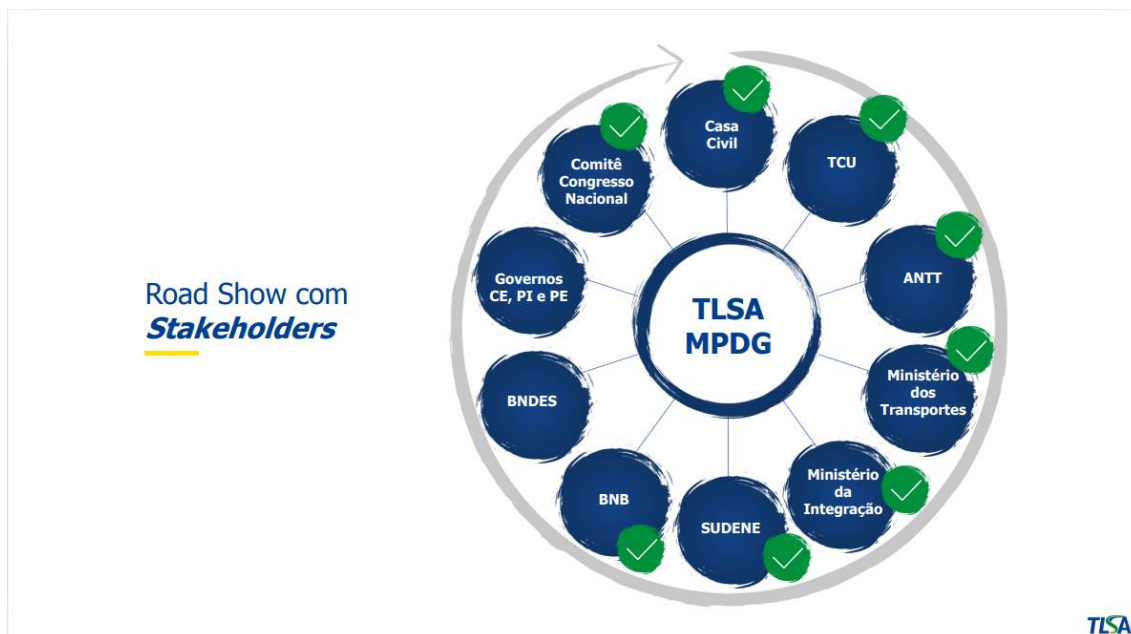 Road Show com
Stakeholders
TLSA
MPDG
Casa
Civil
TCU
ANTT
Ministério
dos
Transportes
Ministério
da
Integração
SUDENE
BNB
BNDES
Governos
CE, PI e PE
Comitê
Congresso
Nacional
TLSA